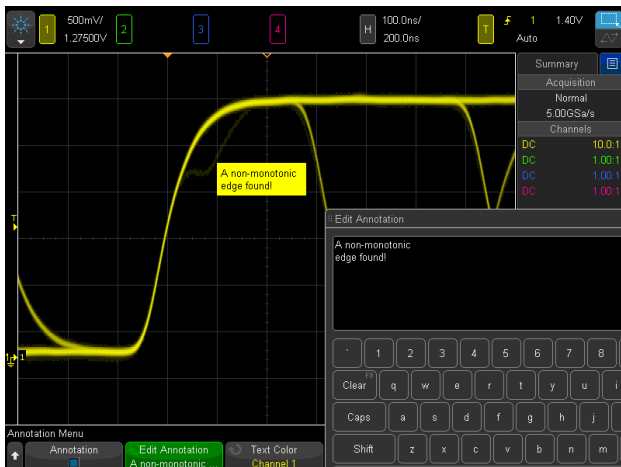 1
500mV/
1.27500V
2
3
4
H
100.0ns/
200.0ns
T
1
1.40V
Auto
Summary
Acquisition
Normal
5.00GSa/s
Channels
DC 10.0:1
DC 1.00:1
DC 1.00:1
DC 1.00:1
A non-monotonic
edge found!
T
1
1
Edit Annotation
A non-monotonic
edge found!
` 1 2 3 4 5 6 7 8
Clear F6 q w e r t y u i
Caps a s d f g h j
Shift z x c v b n m
Annotation Menu
Annotation
Edit Annotation
A non-monotonic ...
Text Color
Channel 1